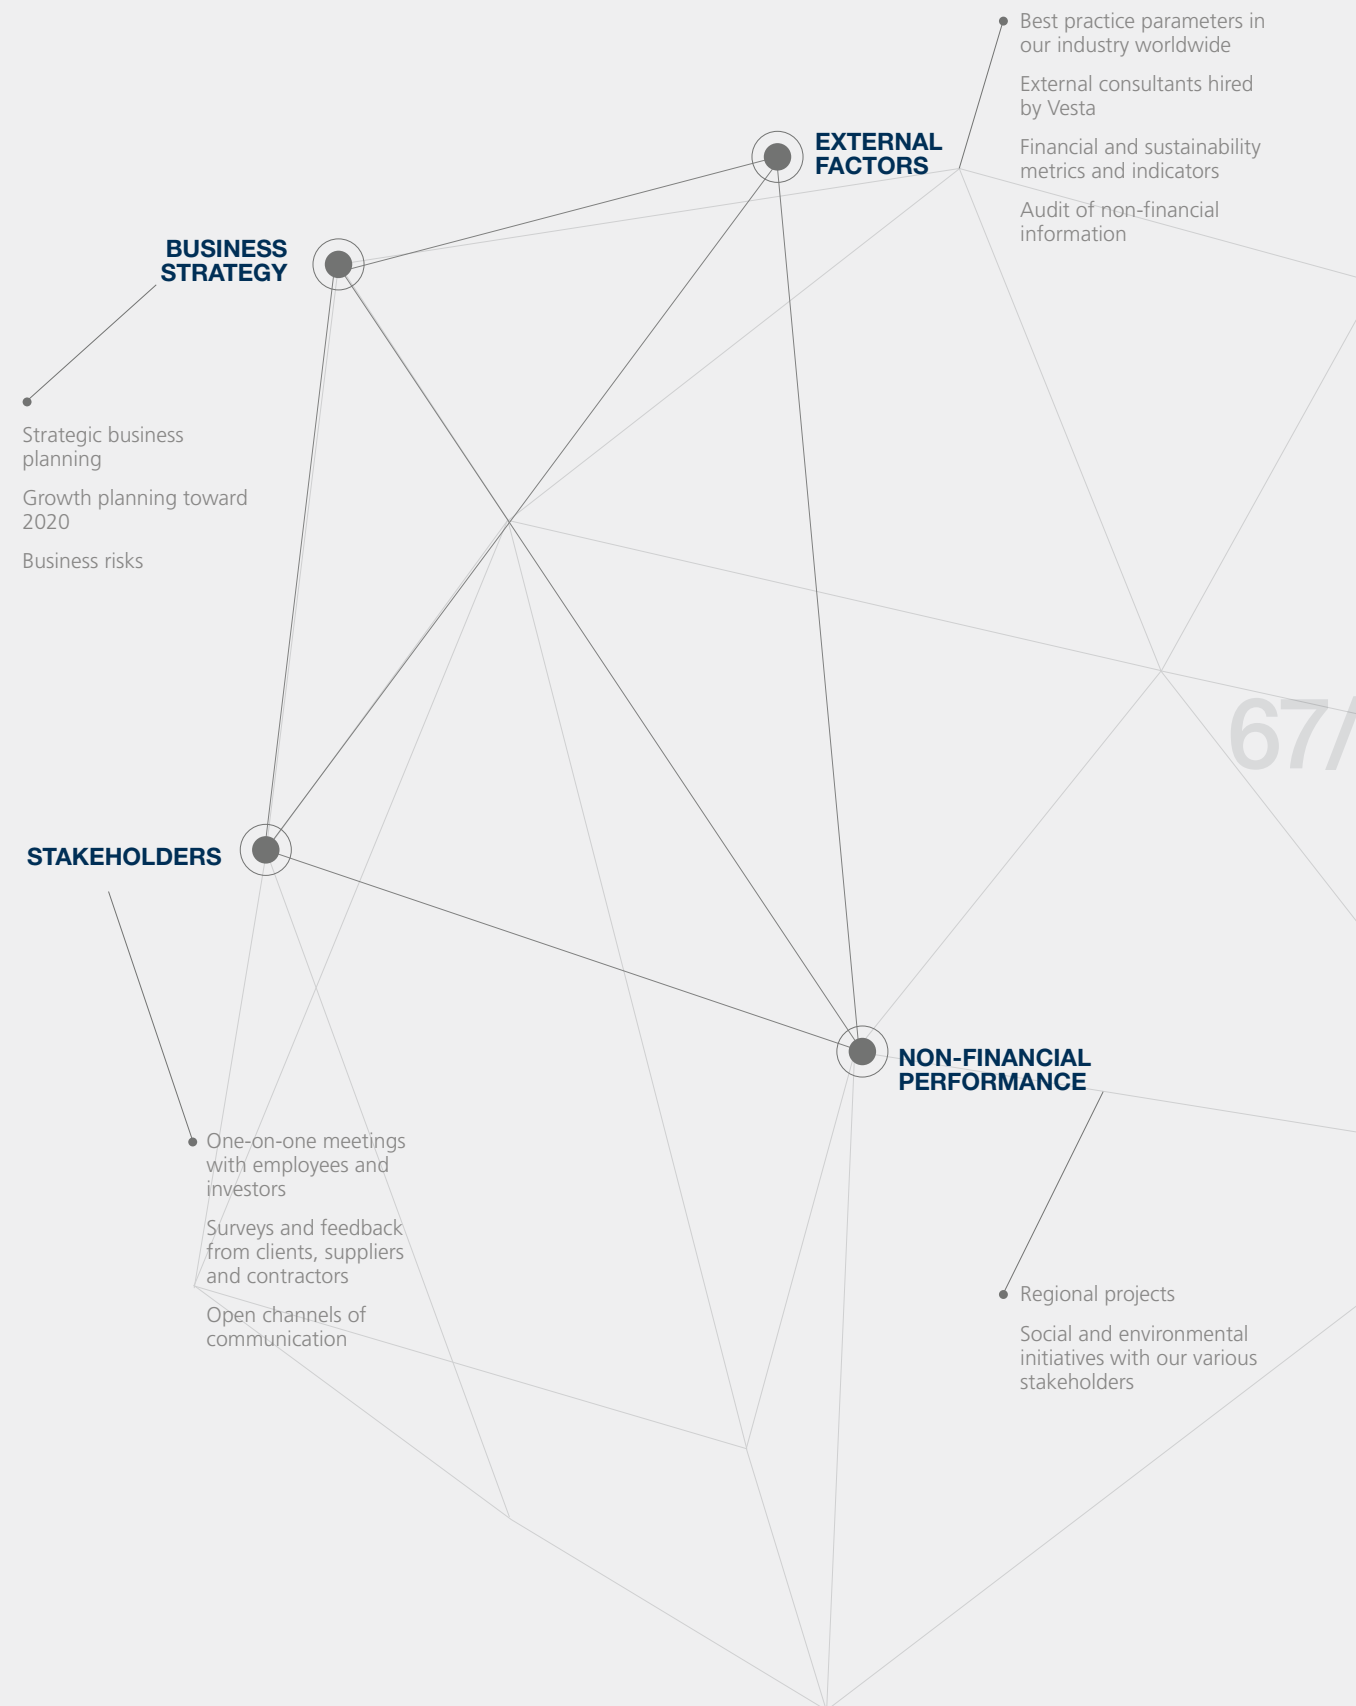 Best practice parameters in
our industry worldwide
External consultants hired
by Vesta
Financial and sustainability
metrics and indicators
Audit of non-financial
information
EXTERNAL
FACTORS
BUSINESS
STRATEGY
Strategic business
planning
Growth planning toward
2020
Business risks
67/
STAKEHOLDERS
NON-FINANCIAL
PERFORMANCE
One-on-one meetings
with employees and
investors
Surveys and feedback
from clients, suppliers
and contractors
Open channels of
communication
Regional projects
Social and environmental
initiatives with our various
stakeholders